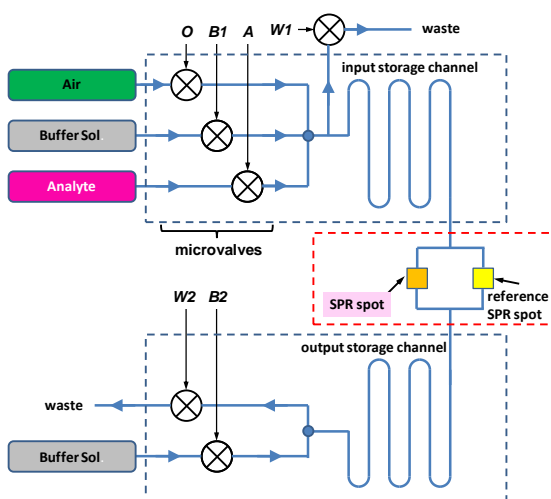 O B1 A W1
waste
input storage channel
Air
Buffer Sol
Analyte
microvalves
SPR spot
reference
SPR spot
W2 B2
output storage channel
waste
Buffer Sol